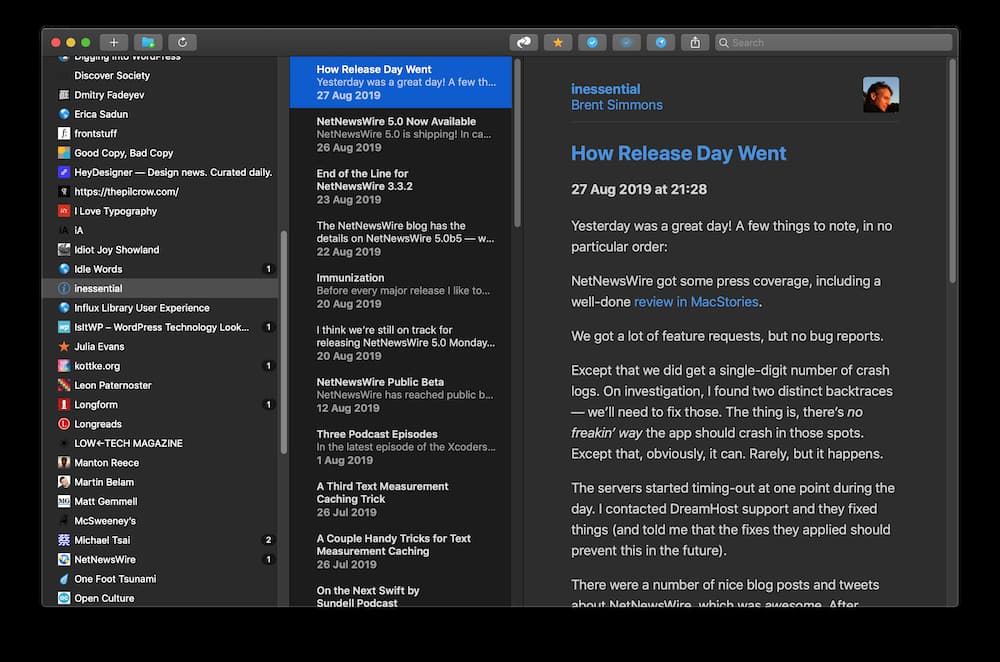 Search
Digging Into WordPress
Discover Society
Dmitry Fadeyev
Erica Sadun
frontstuff
Good Copy, Bad Copy
HeyDesigner — Design news. Curated daily.
https://thepilcrow.com/
I Love Typography
iA
Idiot Joy Showland
Idle Words 1
inessential
Influx Library User Experience
IsItWP – WordPress Technology Look... 1
Julia Evans
kottke.org 1
Leon Paternoster
Longform 1
Longreads
LOW←TECH MAGAZINE
Manton Reece
Martin Belam
Matt Gemmell
McSweeney's
Michael Tsai 2
NetNewsWire 1
One Foot Tsunami
Open Culture
How Release Day Went
Yesterday was a great day! A few th...
27 Aug 2019
NetNewsWire 5.0 Now Available
NetNewsWire 5.0 is shipping! In ca...
26 Aug 2019
End of the Line for
NetNewsWire 3.3.2
23 Aug 2019
The NetNewsWire blog has the
details on NetNewsWire 5.0b5 — w...
22 Aug 2019
Immunization
Before every major release I like to...
20 Aug 2019
I think we're still on track for
releasing NetNewsWire 5.0 Monday...
20 Aug 2019
NetNewsWire Public Beta
NetNewsWire has reached public b...
12 Aug 2019
Three Podcast Episodes
In the latest episode of the Xcoders...
1 Aug 2019
A Third Text Measurement
Caching Trick
26 Jul 2019
A Couple Handy Tricks for Text
Measurement Caching
26 Jul 2019
On the Next Swift by
Sundell Podcast
inessential
Brent Simmons
How Release Day Went
27 Aug 2019 at 21:28
Yesterday was a great day! A few things to note, in no
particular order:
NetNewsWire got some press coverage, including a
well-done review in MacStories.
We got a lot of feature requests, but no bug reports.
Except that we did get a single-digit number of crash
logs. On investigation, I found two distinct backtraces
— we'll need to fix those. The thing is, there's no
freakin' way the app should crash in those spots.
Except that, obviously, it can. Rarely, but it happens.
The servers started timing-out at one point during the
day. I contacted DreamHost support and they fixed
things (and told me that the fixes they applied should
prevent this in the future).
There were a number of nice blog posts and tweets
about NetNewsWire, which was awesome. After